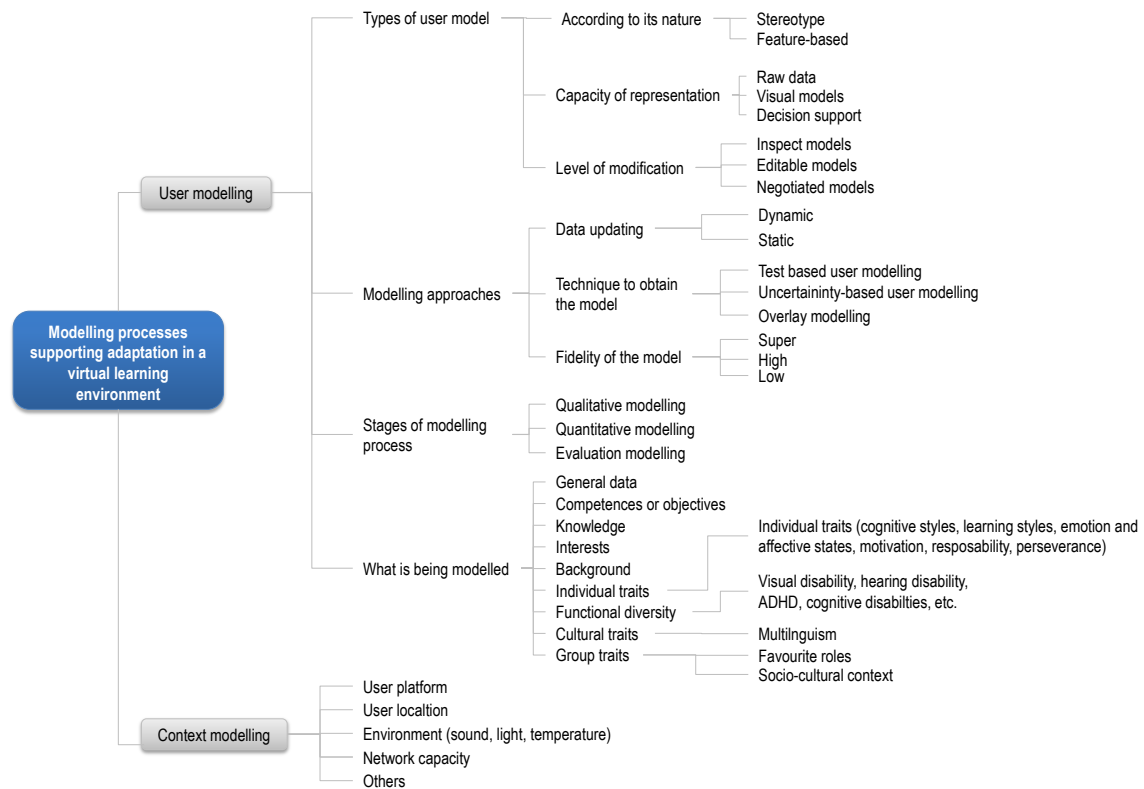 Modelling processes
supporting adaptation in a
virtual learning
environment
User modelling
Types of user model
According to its nature
Stereotype
Feature-based
Capacity of representation
Raw data
Visual models
Decision support
Level of modification
Inspect models
Editable models
Negotiated models
Modelling approaches
Data updating
Dynamic
Static
Technique to obtain
the model
Test based user modelling
Uncertaininty-based user modelling
Overlay modelling
Fidelity of the model
Super
High
Low
Stages of modelling
process
Qualitative modelling
Quantitative modelling
Evaluation modelling
What is being modelled
General data
Competences or objectives
Knowledge
Interests
Background
Individual traits
Individual traits (cognitive styles, learning styles, emotion and
affective states, motivation, resposability, perseverance)
Functional diversity
Visual disability, hearing disability,
ADHD, cognitive disabilties, etc.
Cultural traits
Multilnguism
Group traits
Favourite roles
Socio-cultural context
Context modelling
User platform
User localtion
Environment (sound, light, temperature)
Network capacity
Others